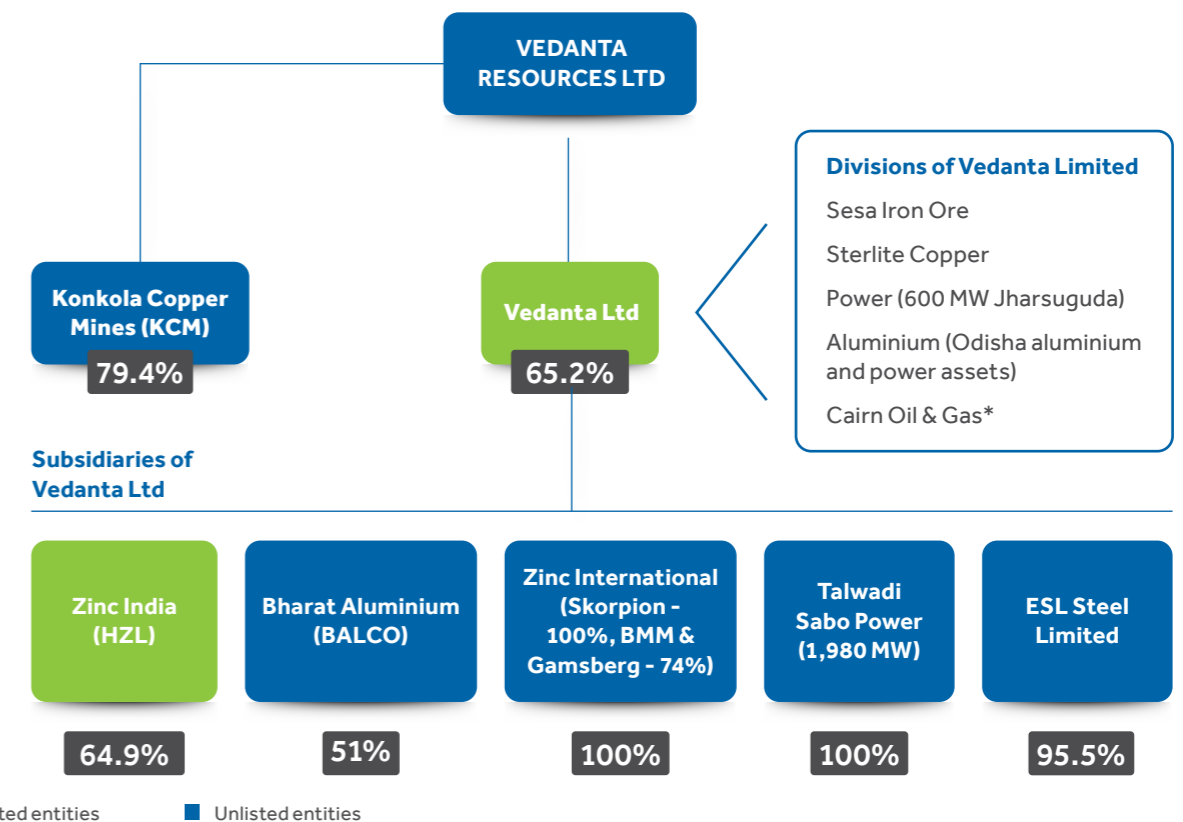 VEDANTA
RESOURCES LTD
Divisions of Vedanta Limited
Sesa Iron Ore
Sterlite Copper
Power (600 MW Jharsuguda)
Aluminium (Odisha aluminium
and power assets)
Cairn Oil & Gas*
Konkola Copper
Mines (KCM)
79.4%
Vedanta Ltd
65.2%
Subsidiaries of
Vedanta Ltd
Zinc India
(HZL)
64.9%
Bharat Aluminium
(BALCO)
51%
Zinc International
(Skorpion -
100%, BMM &
Gamsberg - 74%)
100%
Talwadi
Sabo Power
(1,980 MW)
100%
ESL Steel
Limited
95.5%
entities
Unlisted entities